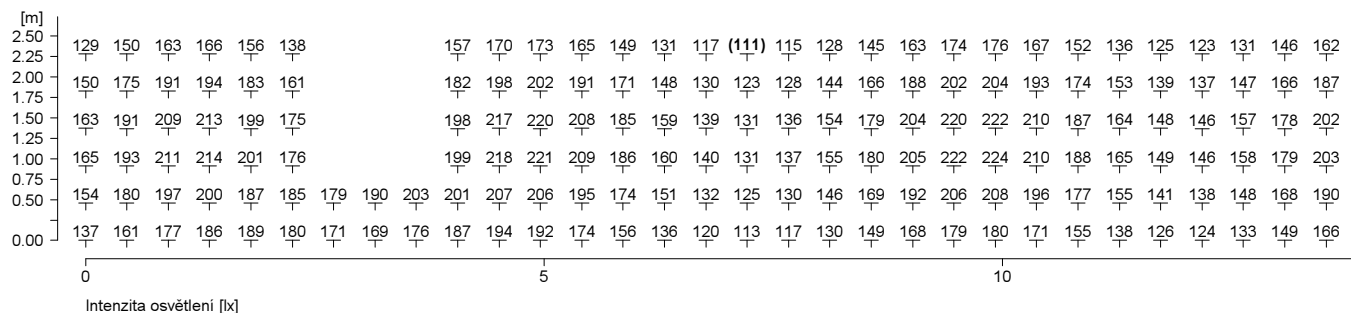 [m]
2.50
129 150 163 166 156 138 157 170 173 165 149 131 117 (111) 115 128 145 163 174 176 167 152 136 125 123 131 146 162
2.25
2.00
150 175 191 194 183 161 182 198 202 191 171 148 130 123 128 144 166 188 202 204 193 174 153 139 137 147 166 187
1.75
1.50
163 191 209 213 199 175 198 217 220 208 185 159 139 131 136 154 179 204 220 222 210 187 164 148 146 157 178 202
1.25
1.00
165 193 211 214 201 176 199 218 221 209 186 160 140 131 137 155 180 205 222 224 210 188 165 149 146 158 179 203
0.75
0.50
154 180 197 200 187 185 179 190 203 201 207 206 195 174 151 132 125 130 146 169 192 206 208 196 177 155 141 138 148 168 190
0.00
137 161 177 186 189 180 171 169 176 187 194 192 174 156 136 120 113 117 130 149 168 179 180 171 155 138 126 124 133 149 166
0 5 10
Intenzita osvětlení [lx]